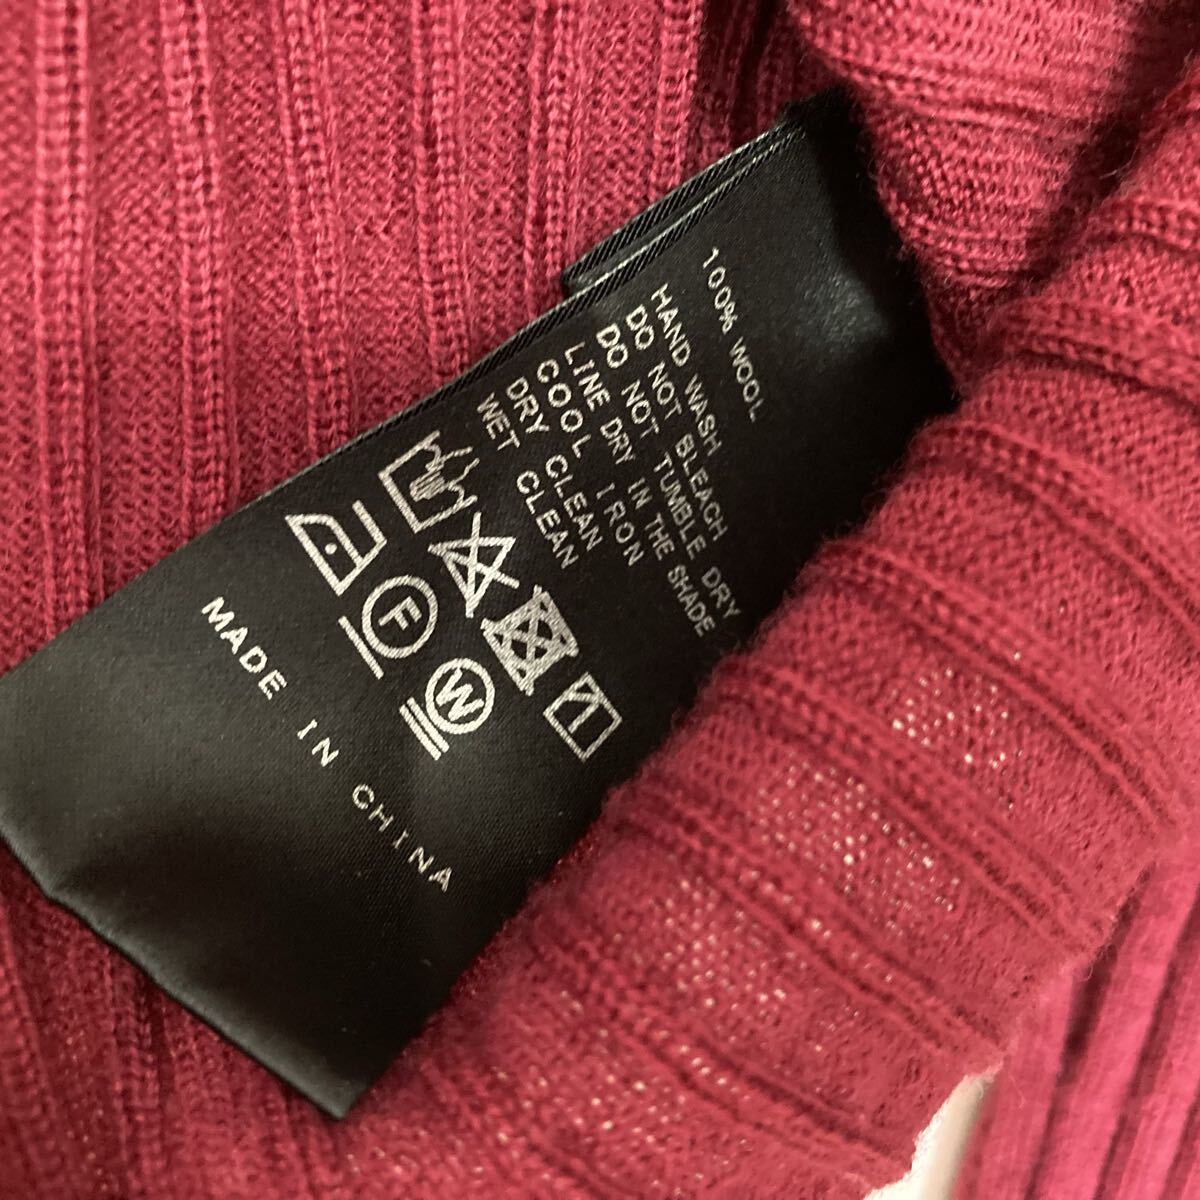 100% WOOL
HAND WASH
DO NOT BLEACH
DO NOT TUMBLE DRY
LINE DRY IN THE SHADE
COOL IRON
DRY CLEAN
WET CLEAN
F
W
MADE IN CHINA